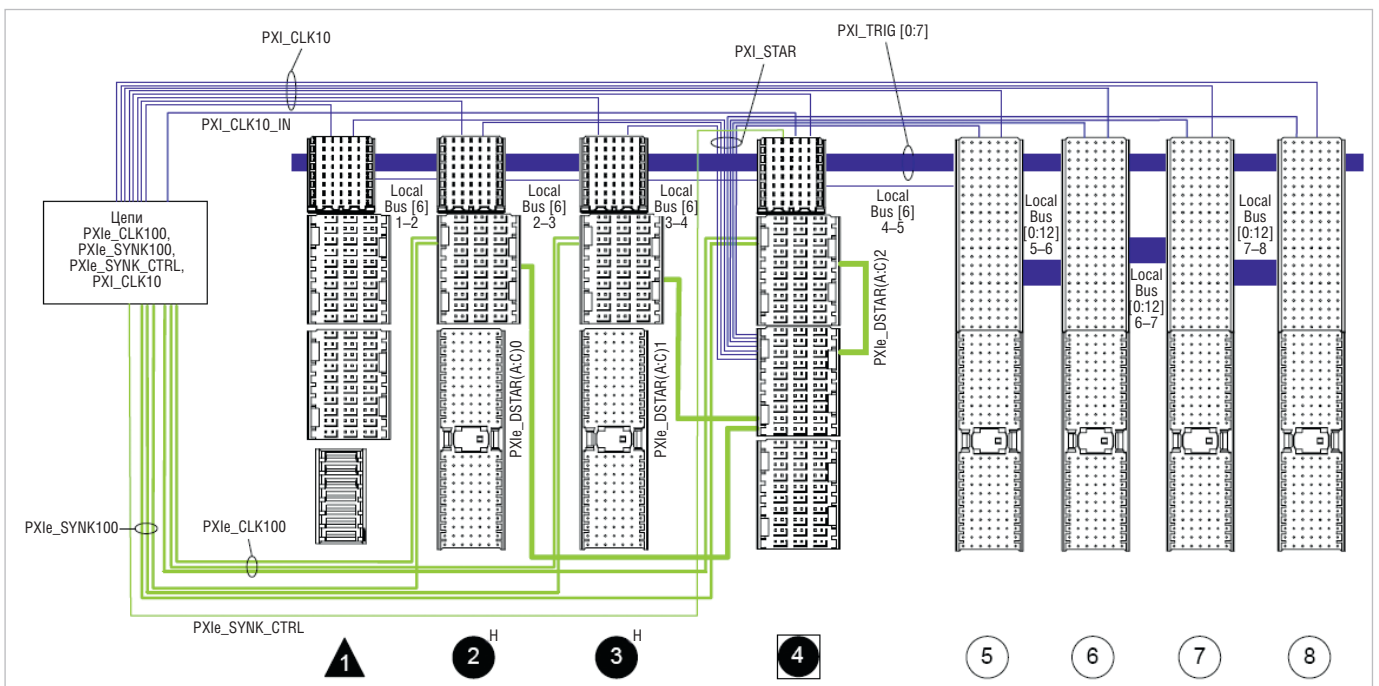 PXI_CLK10
PXI_TRIG [0:7]
PXI_STAR
PXI_CLK10_IN
Local
Bus [6]
1–2
Local
Bus [6]
2–3
Local
Bus [6]
3–4
Local
Bus [6]
4–5
Local
Bus
[0:12]
5–6
Local
Bus
[0:12]
6–7
Local
Bus
[0:12]
7–8
Цепи
PXIe_CLK100,
PXIe_SYNK100,
PXIe_SYNK_CTRL,
PXI_CLK10
PXIe_DSTAR(A:C)0
PXIe_DSTAR(A:C)1
PXIe_DSTAR(A:C)2
PXIe_SYNK100
PXIe_CLK100
PXIe_SYNK_CTRL
1
2 H
3 H
4
5
6
7
8